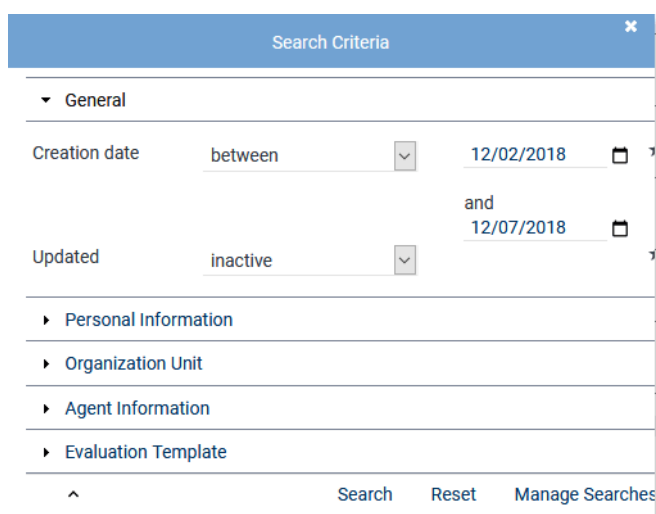 Search Criteria
General
Creation date between 12/02/2018
and
12/07/2018
Updated inactive
Personal Information
Organization Unit
Agent Information
Evaluation Template
Search Reset Manage Searches